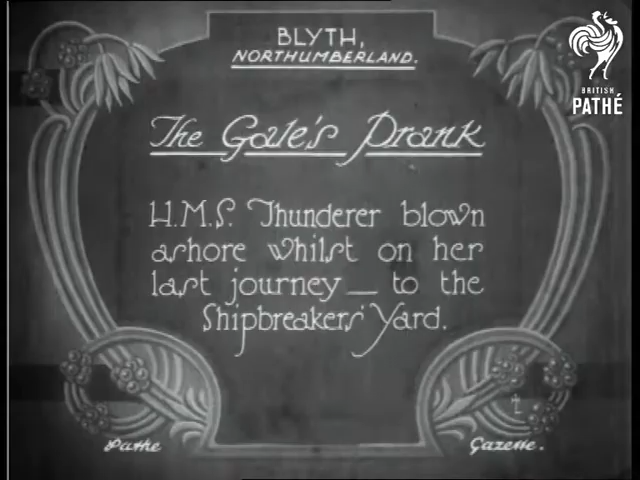 BLYTH,
NORTHUMBERLAND.
BRITISH
PATHÉ
The Gale's Prank
H.M.S. Thunderer blown
ashore whilst on her
last journey — to the
Shipbreakers' Yard.
Pathe Gazette.